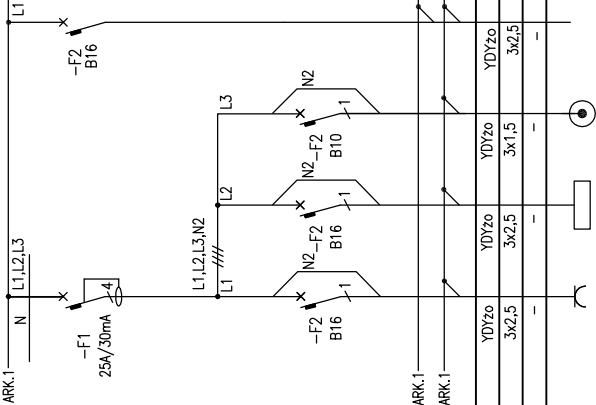 L1
-F2
B16
YDYżo
3x2,5
-
L3
N2
1
-F2
B10
YDYżo
3x1,5
-
L2
N2
1
-F2
B16
YDYżo
3x2,5
-
L1,L2,L3
N
4
-F1
25A/30mA
L1,L2,L3,N2
L1
N2
1
-F2
B16
YDYżo
3x2,5
-
ARK.1
ARK.1
ARK.1